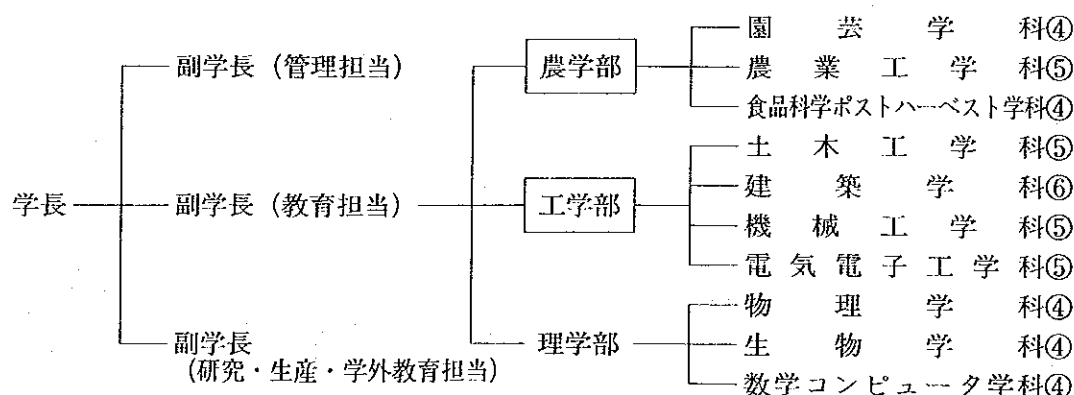 園芸学科④
副学長（管理担当）
農学部
農業工学科⑤
食品科学ポストハーベスト学科④
土木工学科⑤
学長
副学長（教育担当）
工学部
建築学科⑥
機械工学科⑤
電気電子工学科⑤
物理学科④
副学長
（研究・生産・学外教育担当）
理学部
生物学科④
数学コンピュータ学科④